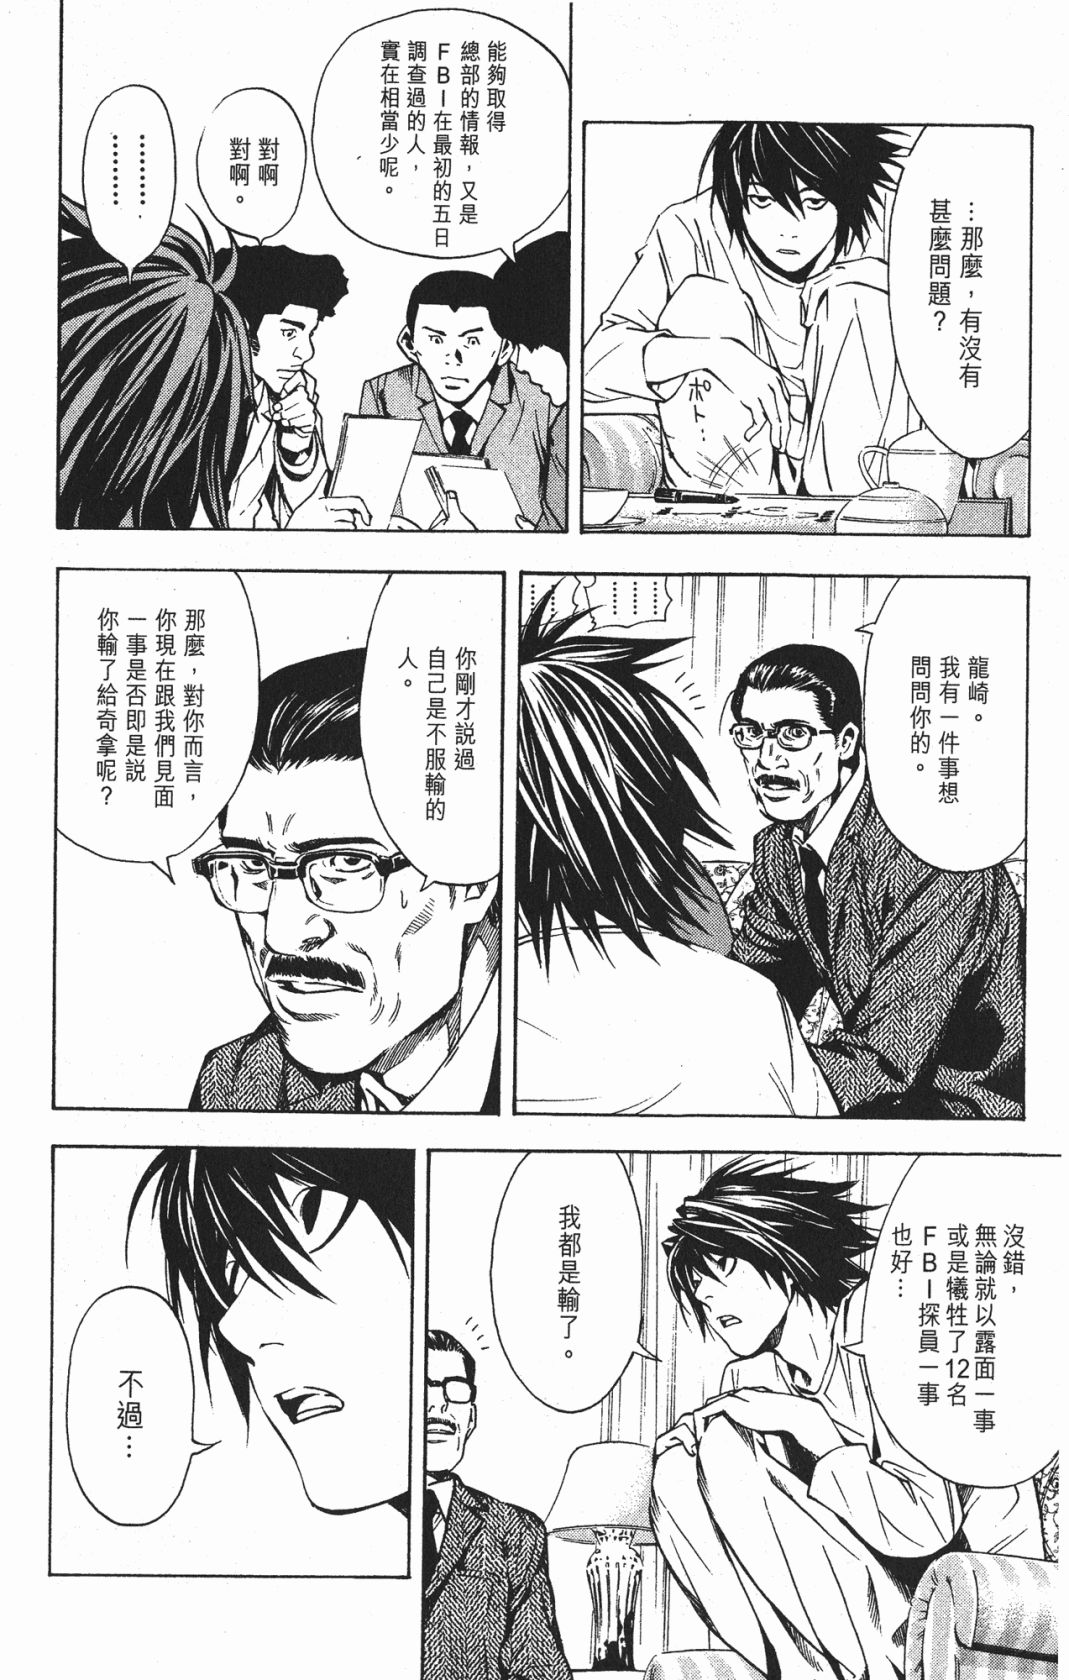 …那麼，有沒有
甚麼問題？
ポト…
能夠取得
總部的情報，又是
FBI在最初的五日
調查過的人，
實在相當少呢。
對啊
對啊。
………
………
………
………
龍崎。
我有一件事想
問問你的。
你剛才說過
自己是不服輸的
人。
那麼，對你而言，
你現在跟我們見面
一事是否即是說
你輸了給奇拿呢？
沒錯，
無論就以露面一事
或是犧牲了12名
FBI探員一事
也好…
我都是輸了。
不過…